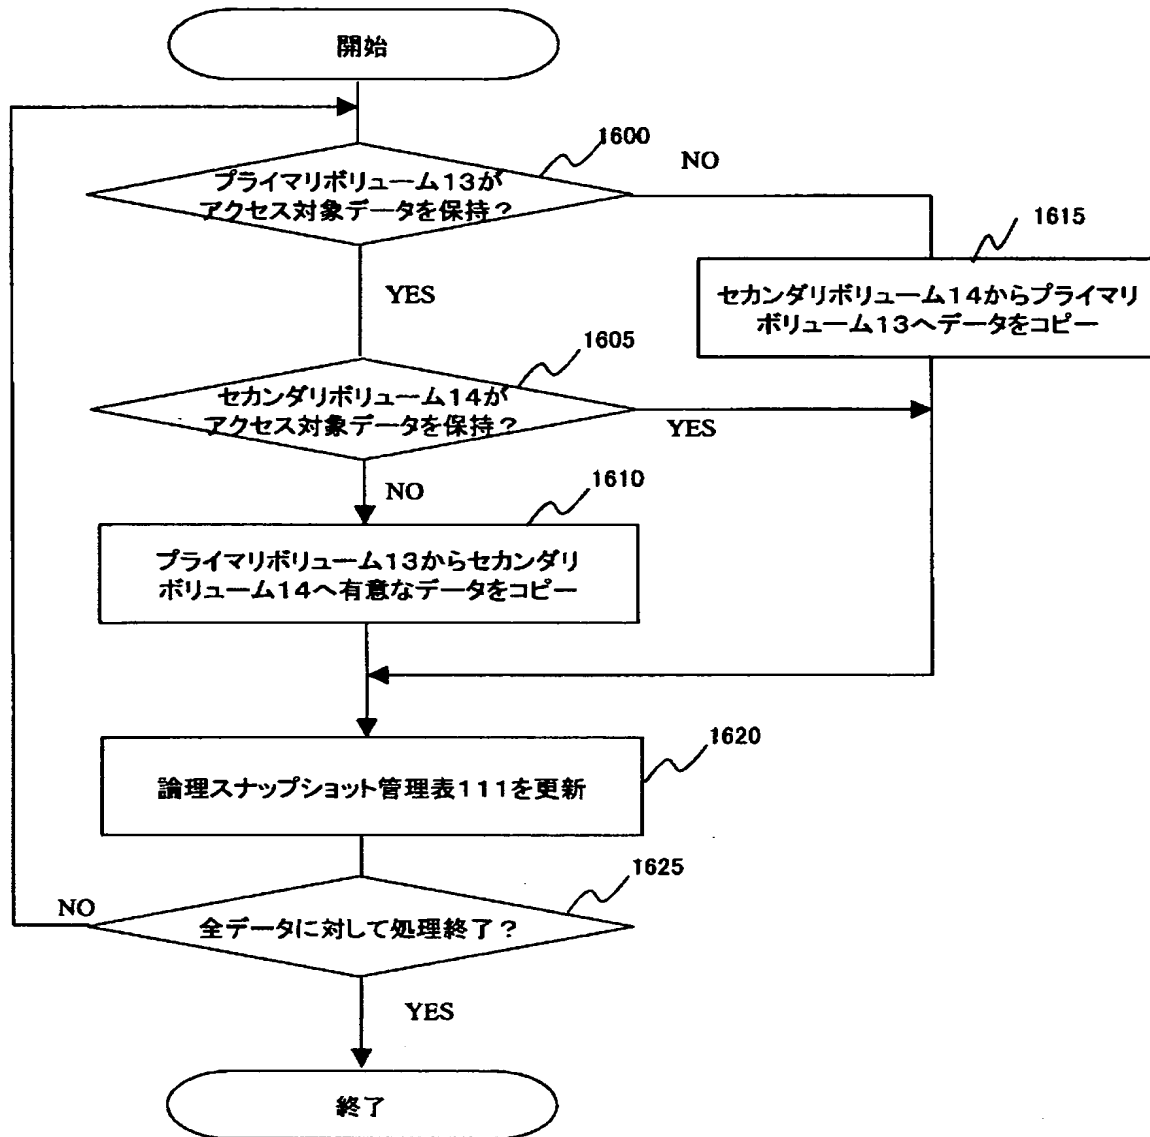 開始
1600
NO
プライマリボリューム13が
アクセス対象データを保持?
1615
YES
セカンダリボリューム14からプライマリ
ボリューム13へデータをコピー
1605
セカンダリボリューム14が
アクセス対象データを保持?
YES
NO
1610
プライマリボリューム13からセカンダリ
ボリューム14へ有意なデータをコピー
1620
論理スナップショット管理表111を更新
1625
NO
全データに対して処理終了?
YES
終了